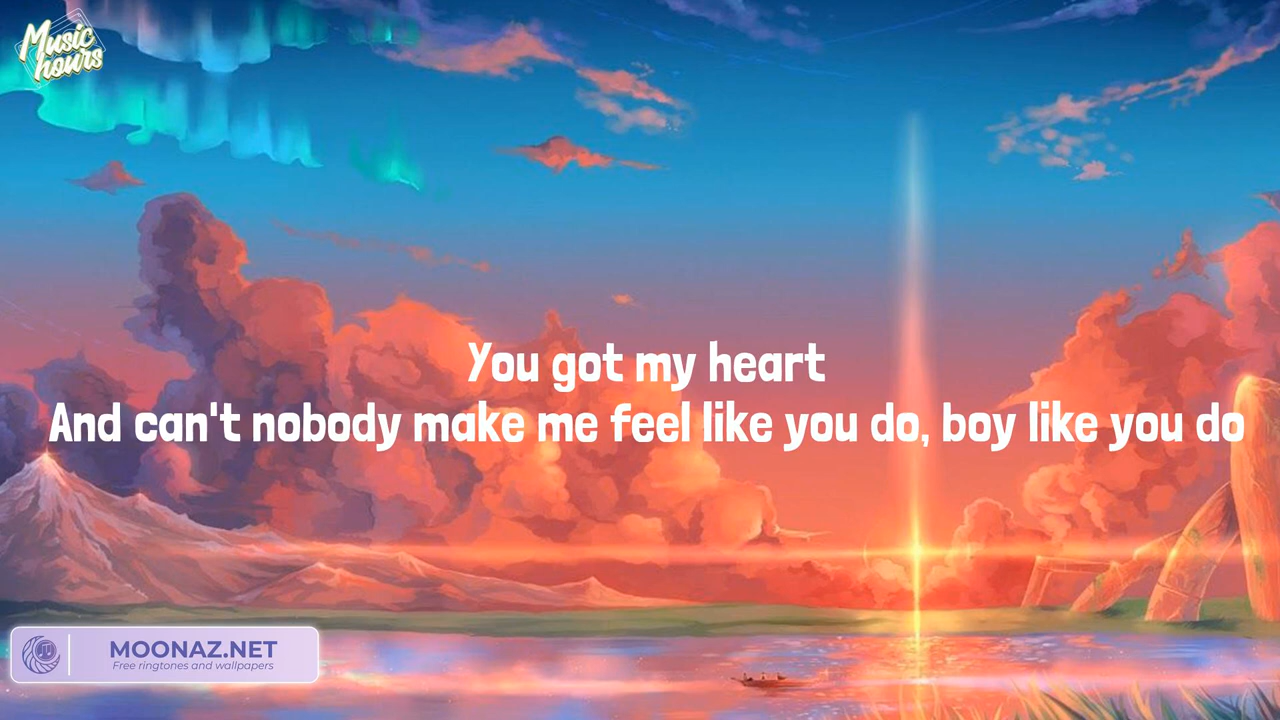 Music
hours
You got my heart
And can't nobody make me feel like you do, boy like you do
MOONAZ.NET
Free ringtones and wallpapers